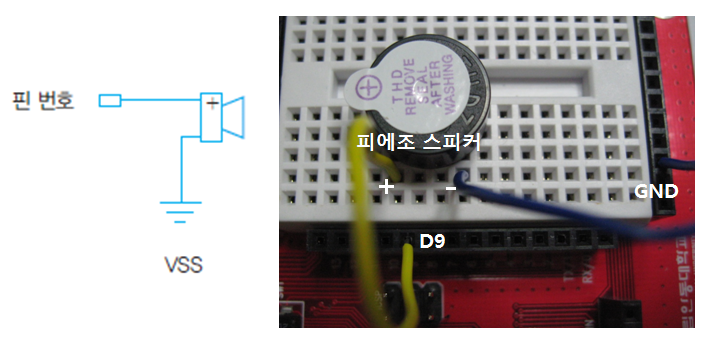 핀 번호
+
VSS
+
THD
REMOVE
SEAL
AFTER
WASHING
피에조 스피커
+ -
GND
D9